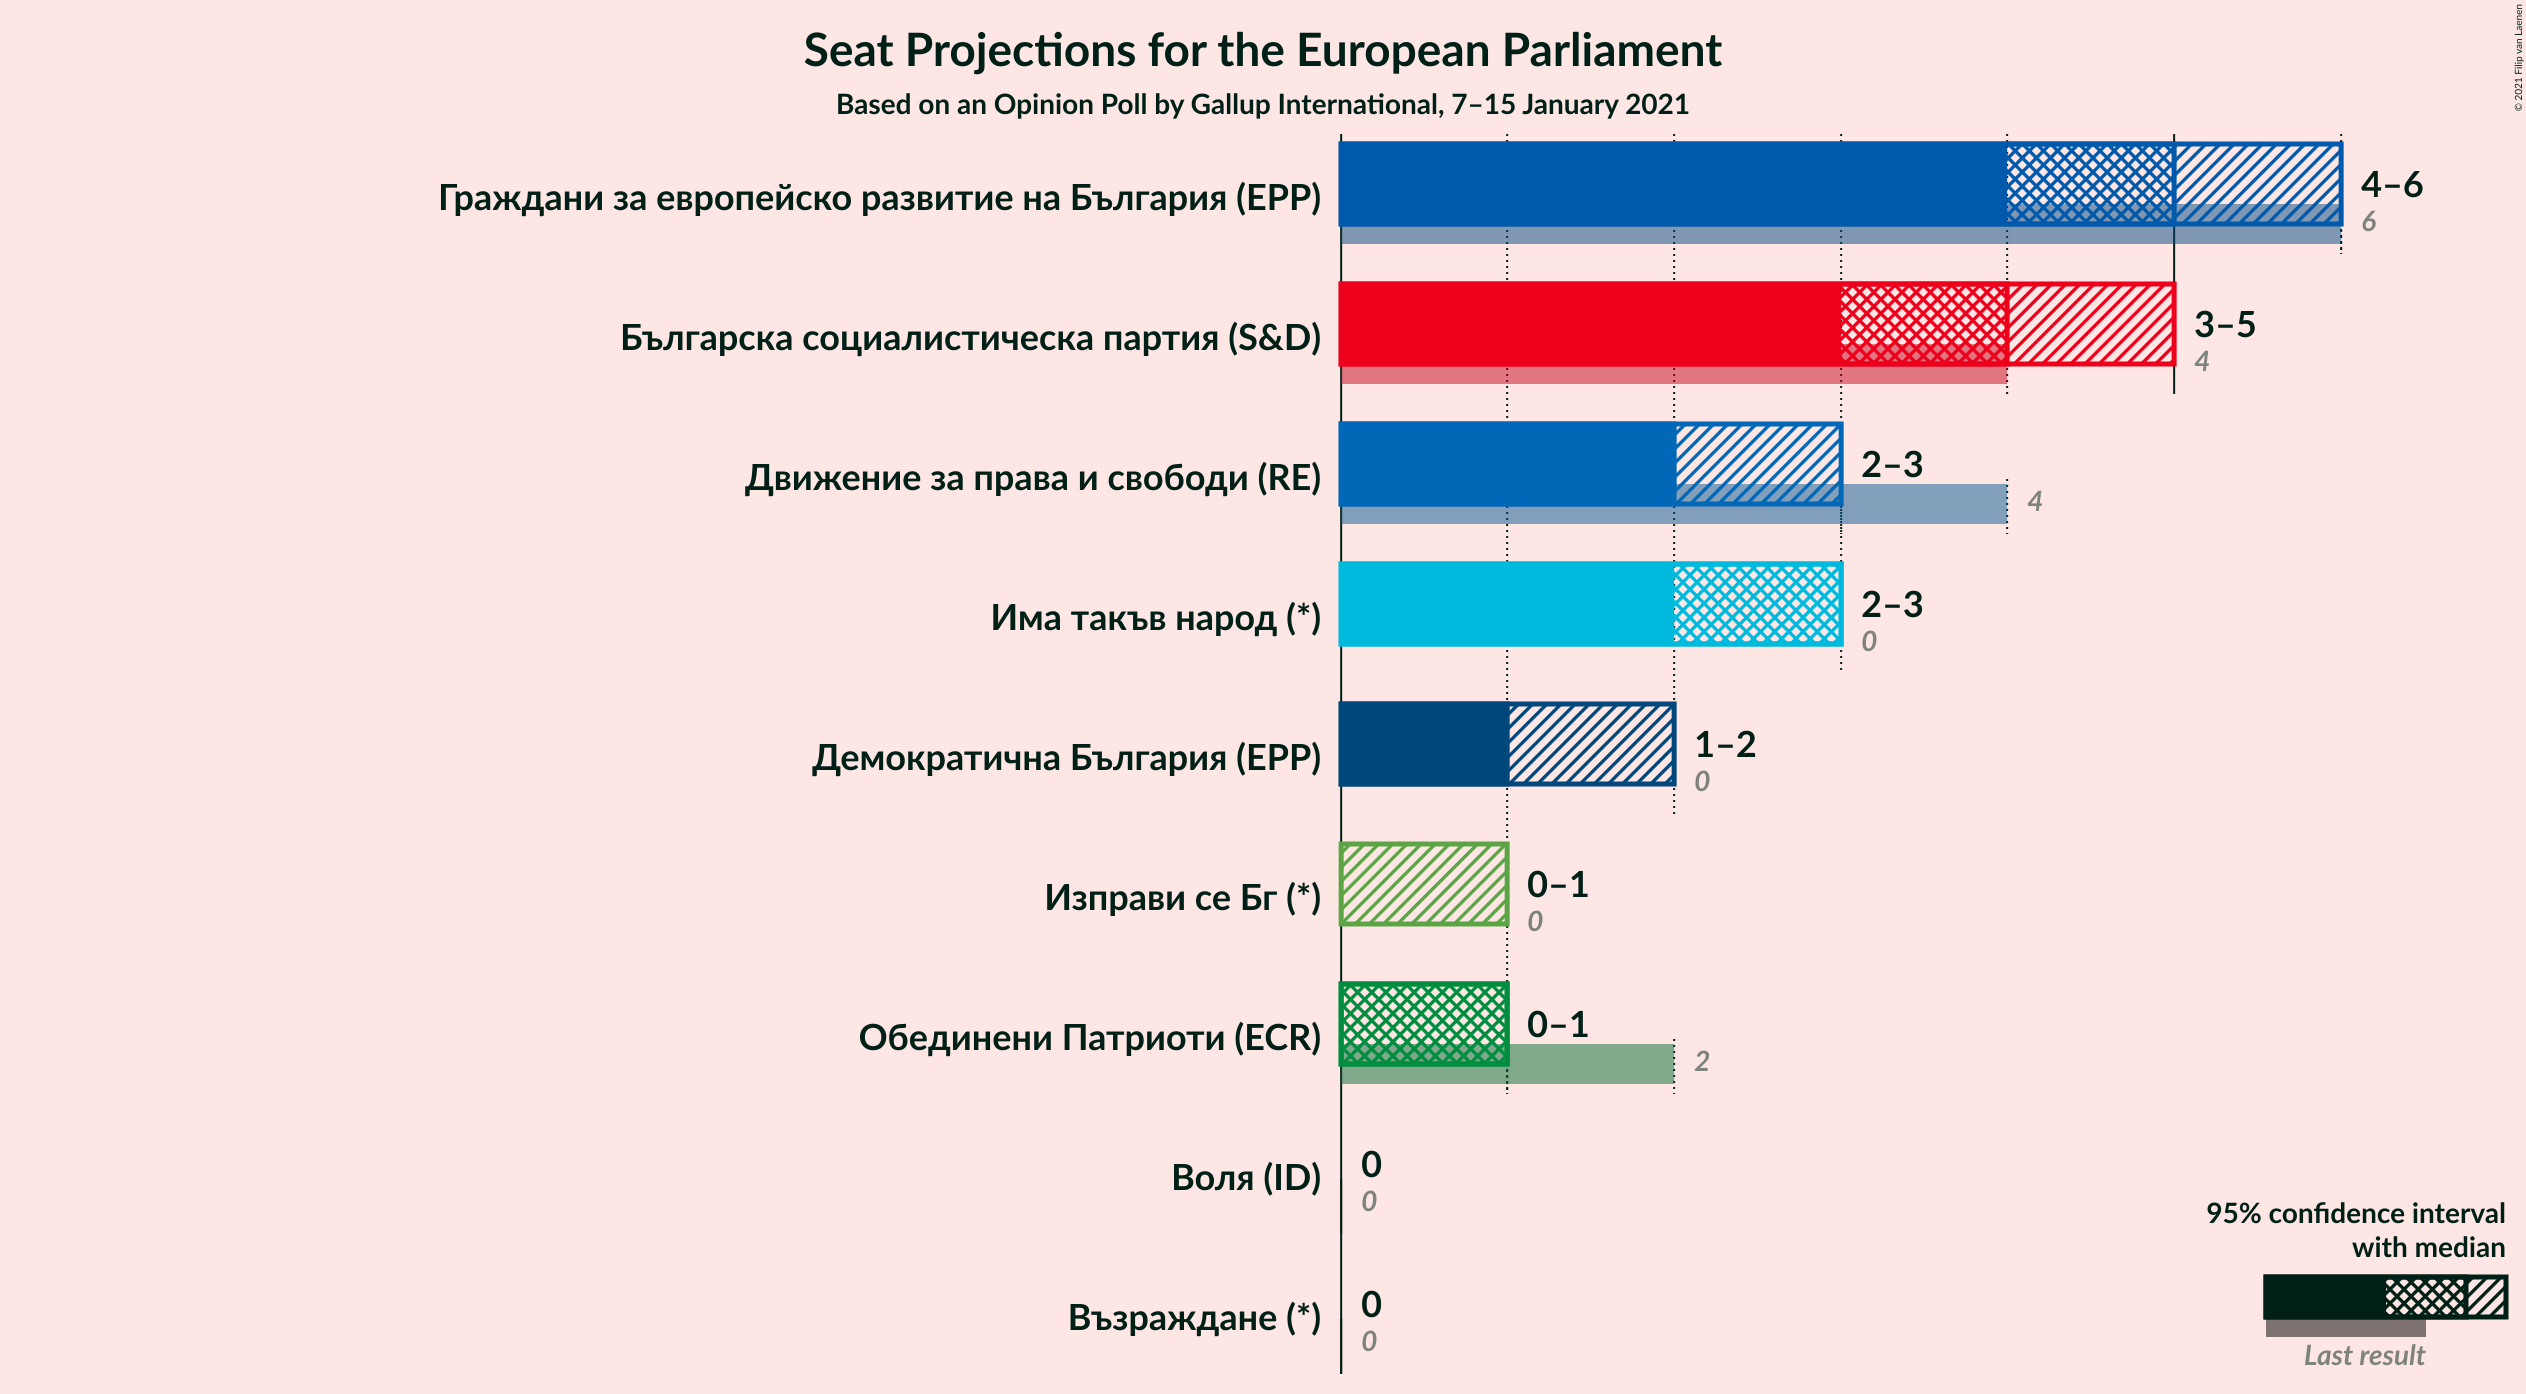 Seat Projections for the European Parliament
Based on an Opinion Poll by Gallup International, 7–15 January 2021
© 2021 Filip van Laenen
Граждани за европейско развитие на България (EPP)
4–6
6
Българска социалистическа партия (S&D)
3–5
4
Движение за права и свободи (RE)
2–3
4
Има такъв народ (*)
2–3
0
Демократична България (EPP)
1–2
0
Изправи се Бг (*)
0–1
0
Обединени Патриоти (ECR)
0–1
2
Воля (ID)
0
0
Възраждане (*)
0
0
95% confidence interval
with median
Last result